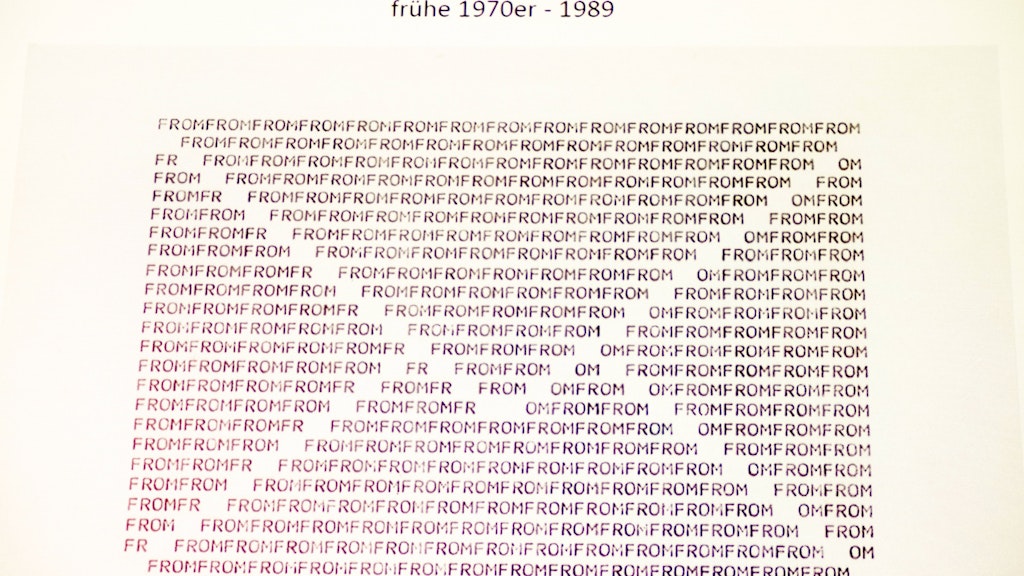 frühe 1970er - 1989
FROMFROMFROMFROMFROMFROMFROMFROMFROMFROMFROMFROMFROMFROMFROM
FROMFROMFROMFROMFROMFROMFROMFROMFROMFROMFROMFROMFROMFROM
FR FROMFROMFROMFROMFROMFROMFROMFROMFROMFROMFROMFROMFROM OM
FROM FROMFROMFROMFROMFROMFROMFROMFROMFROMFROMFROMFROM FROM
FROMFR FROMFROMFROMFROMFROMFROMFROMFROMFROMFROMFROM OMFROM
FROMFROM FROMFROMFROMFROMFROMFROMFROMFROMFROMFROM FROMFROM
FROMFROMFR FROMFROMFROMFROMFROMFROMFROMFROMFROM OMFROMFROM
FROMFROMFROM FROMFROMFROMFROMFROMFROMFROMFROM FROMFROMFROM
FROMFROMFROMFR FROMFROMFROMFROMFROMFROMFROM OMFROMFROMFROM
FROMFROMFROMFROM FROMFROMFROMFROMFROMFROM FROMFROMFROMFROM
FROMFROMFROMFROMFR FROMFROMFROMFROMFROM OMFROMFROMFROMFROM
FROMFROMFROMFROMFROM FROMFROMFROMFROM FROMFROMFROMFROMFROM
FROMFROMFROMFROMFROMFR FROMFROMFROM OMFROMFROMFROMFROMFROM
FROMFROMFROMFROMFROM FR FROMFROM OM FROMFROMFROMFROMFROM
FROMFROMFROMFROMFR FROMFR FROM OMFROM OMFROMFROMFROMFROM
FROMFROMFROMFROM FROMFROMFR OMFROMFROM FROMFROMFROMFROM
FROMFROMFROMFR FROMFROMFROMFROMFROMFROMFROM OMFROMFROMFROM
FROMFROMFROM FROMFROMFROMFROMFROMFROMFROMFROM FROMFROMFROM
FROMFROMFR FROMFROMFROMFROMFROMFROMFROMFROMFROM OMFROMFROM
FROMFROM FROMFROMFROMFROMFROMFROMFROMFROMFROMFROM FROMFROM
FROMFR FROMFROMFROMFROMFROMFROMFROMFROMFROMFROMFROM OMFROM
FROM FROMFROMFROMFROMFROMFROMFROMFROMFROMFROMFROMFROM FROM
FR FROMFROMFROMFROMFROMFROMFROMFROMFROMFROMFROMFROMFROM OM
FROMFROMFROMFROMFROMFROMFROMFROMFROMFROMFROMFROMFROMFROM